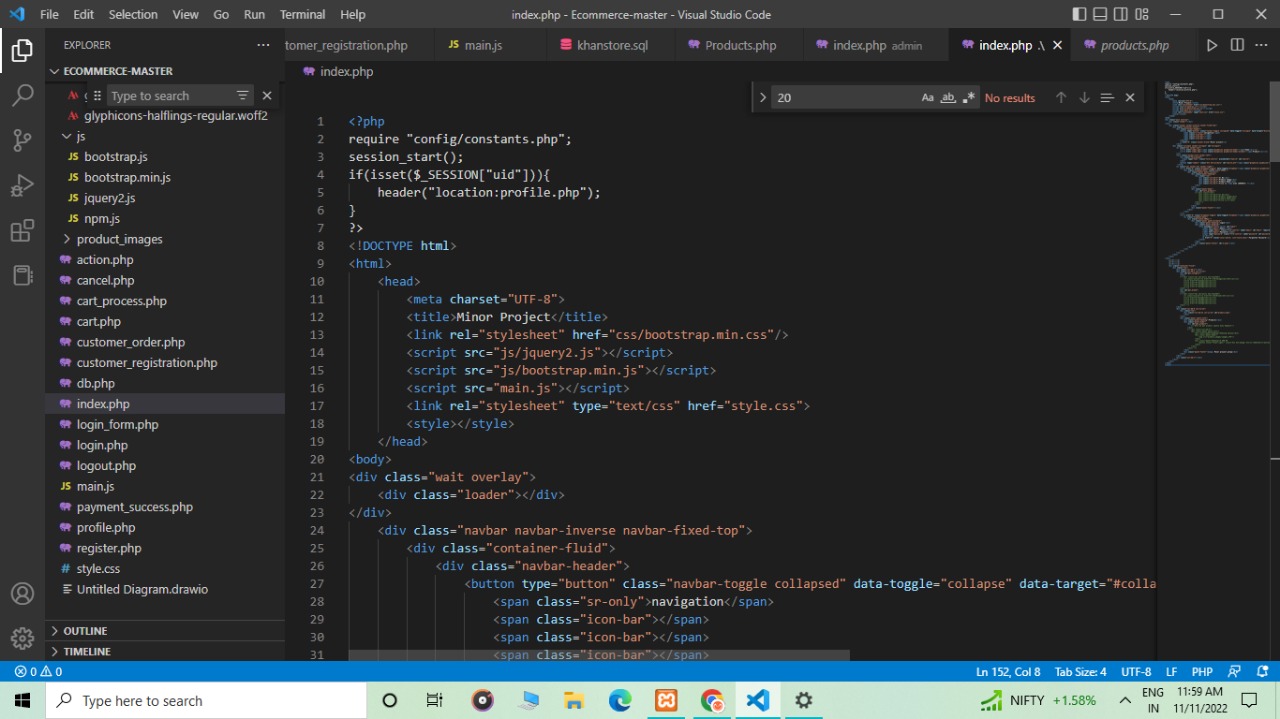 File Edit Selection View Go Run Terminal Help index.php - Ecommerce-master - Visual Studio Code
EXPLORER
tomer_registration.php JS main.js khanstore.sql Products.php index.php admin index.php .\ products.php
ECOMMERCE-MASTER
index.php
Type to search
20 Aa ab No results
glyphicons-halflings-regular.woff2
js
JS bootstrap.js
JS bootstrap.min.js
JS jquery2.js
JS npm.js
product_images
action.php
cancel.php
cart_process.php
cart.php
customer_order.php
customer_registration.php
db.php
index.php
login_form.php
login.php
logout.php
JS main.js
payment_success.php
profile.php
register.php
# style.css
Untitled Diagram.drawio
OUTLINE
TIMELINE
1 <?php
2 require "config/constants.php";
3 session_start();
4 if(isset($_SESSION["uid"])){
5 header("location:profile.php");
6 }
7 ?>
8 <!DOCTYPE html>
9 <html>
10 <head>
11 <meta charset="UTF-8">
12 <title>Minor Project</title>
13 <link rel="stylesheet" href="css/bootstrap.min.css"/>
14 <script src="js/jquery2.js"></script>
15 <script src="js/bootstrap.min.js"></script>
16 <script src="main.js"></script>
17 <link rel="stylesheet" type="text/css" href="style.css">
18 <style></style>
19 </head>
20 <body>
21 <div class="wait overlay">
22 <div class="loader"></div>
23 </div>
24 <div class="navbar navbar-inverse navbar-fixed-top">
25 <div class="container-fluid">
26 <div class="navbar-header">
27 <button type="button" class="navbar-toggle collapsed" data-toggle="collapse" data-target="#colla
28 <span class="sr-only">navigation</span>
29 <span class="icon-bar"></span>
30 <span class="icon-bar"></span>
31 <span class="icon-bar"></span>
0 0 Ln 152, Col 8 Tab Size: 4 UTF-8 LF PHP
Type here to search
NIFTY +1.58%
ENG
IN
11:59 AM
11/11/2022